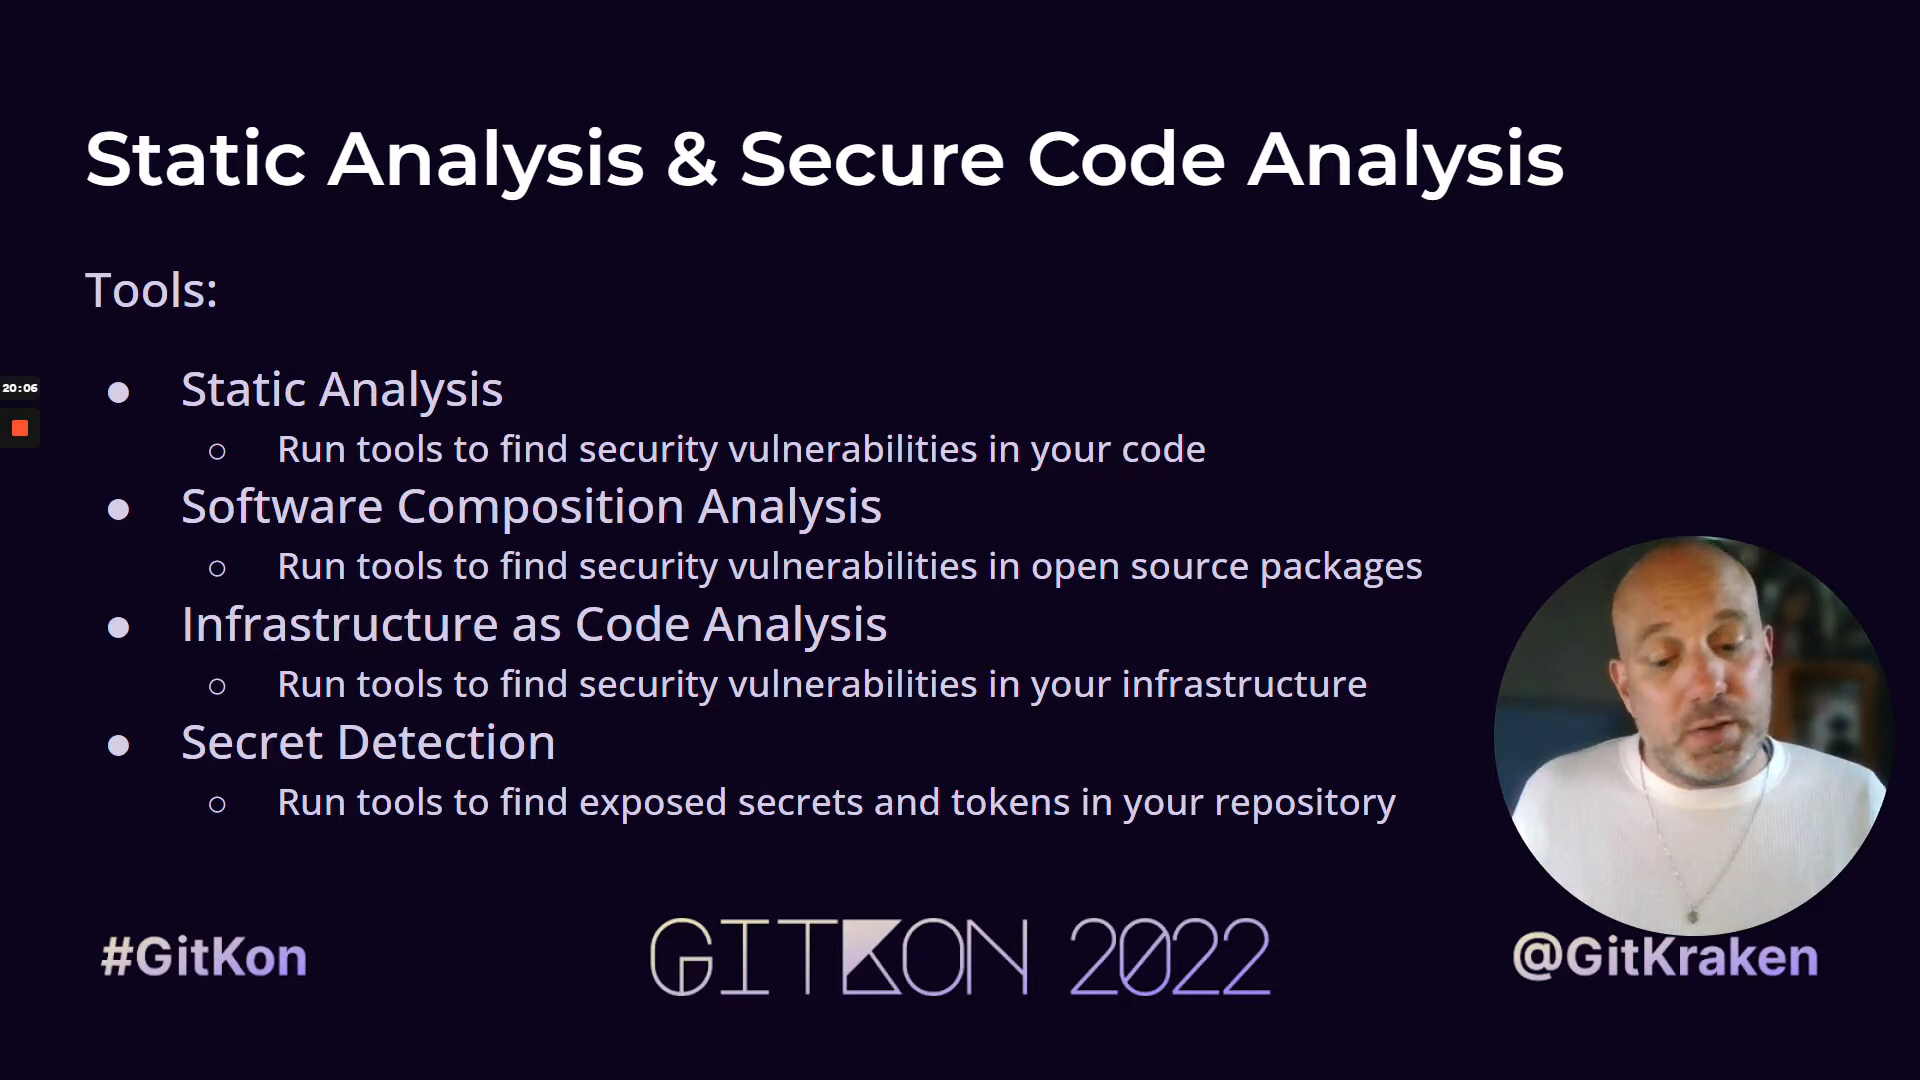 Static Analysis & Secure Code Analysis
Tools:
20:06
● Static Analysis
○ Run tools to find security vulnerabilities in your code
● Software Composition Analysis
○ Run tools to find security vulnerabilities in open source packages
● Infrastructure as Code Analysis
○ Run tools to find security vulnerabilities in your infrastructure
● Secret Detection
○ Run tools to find exposed secrets and tokens in your repository
#GitKon
GITKON 2022
@GitKraken